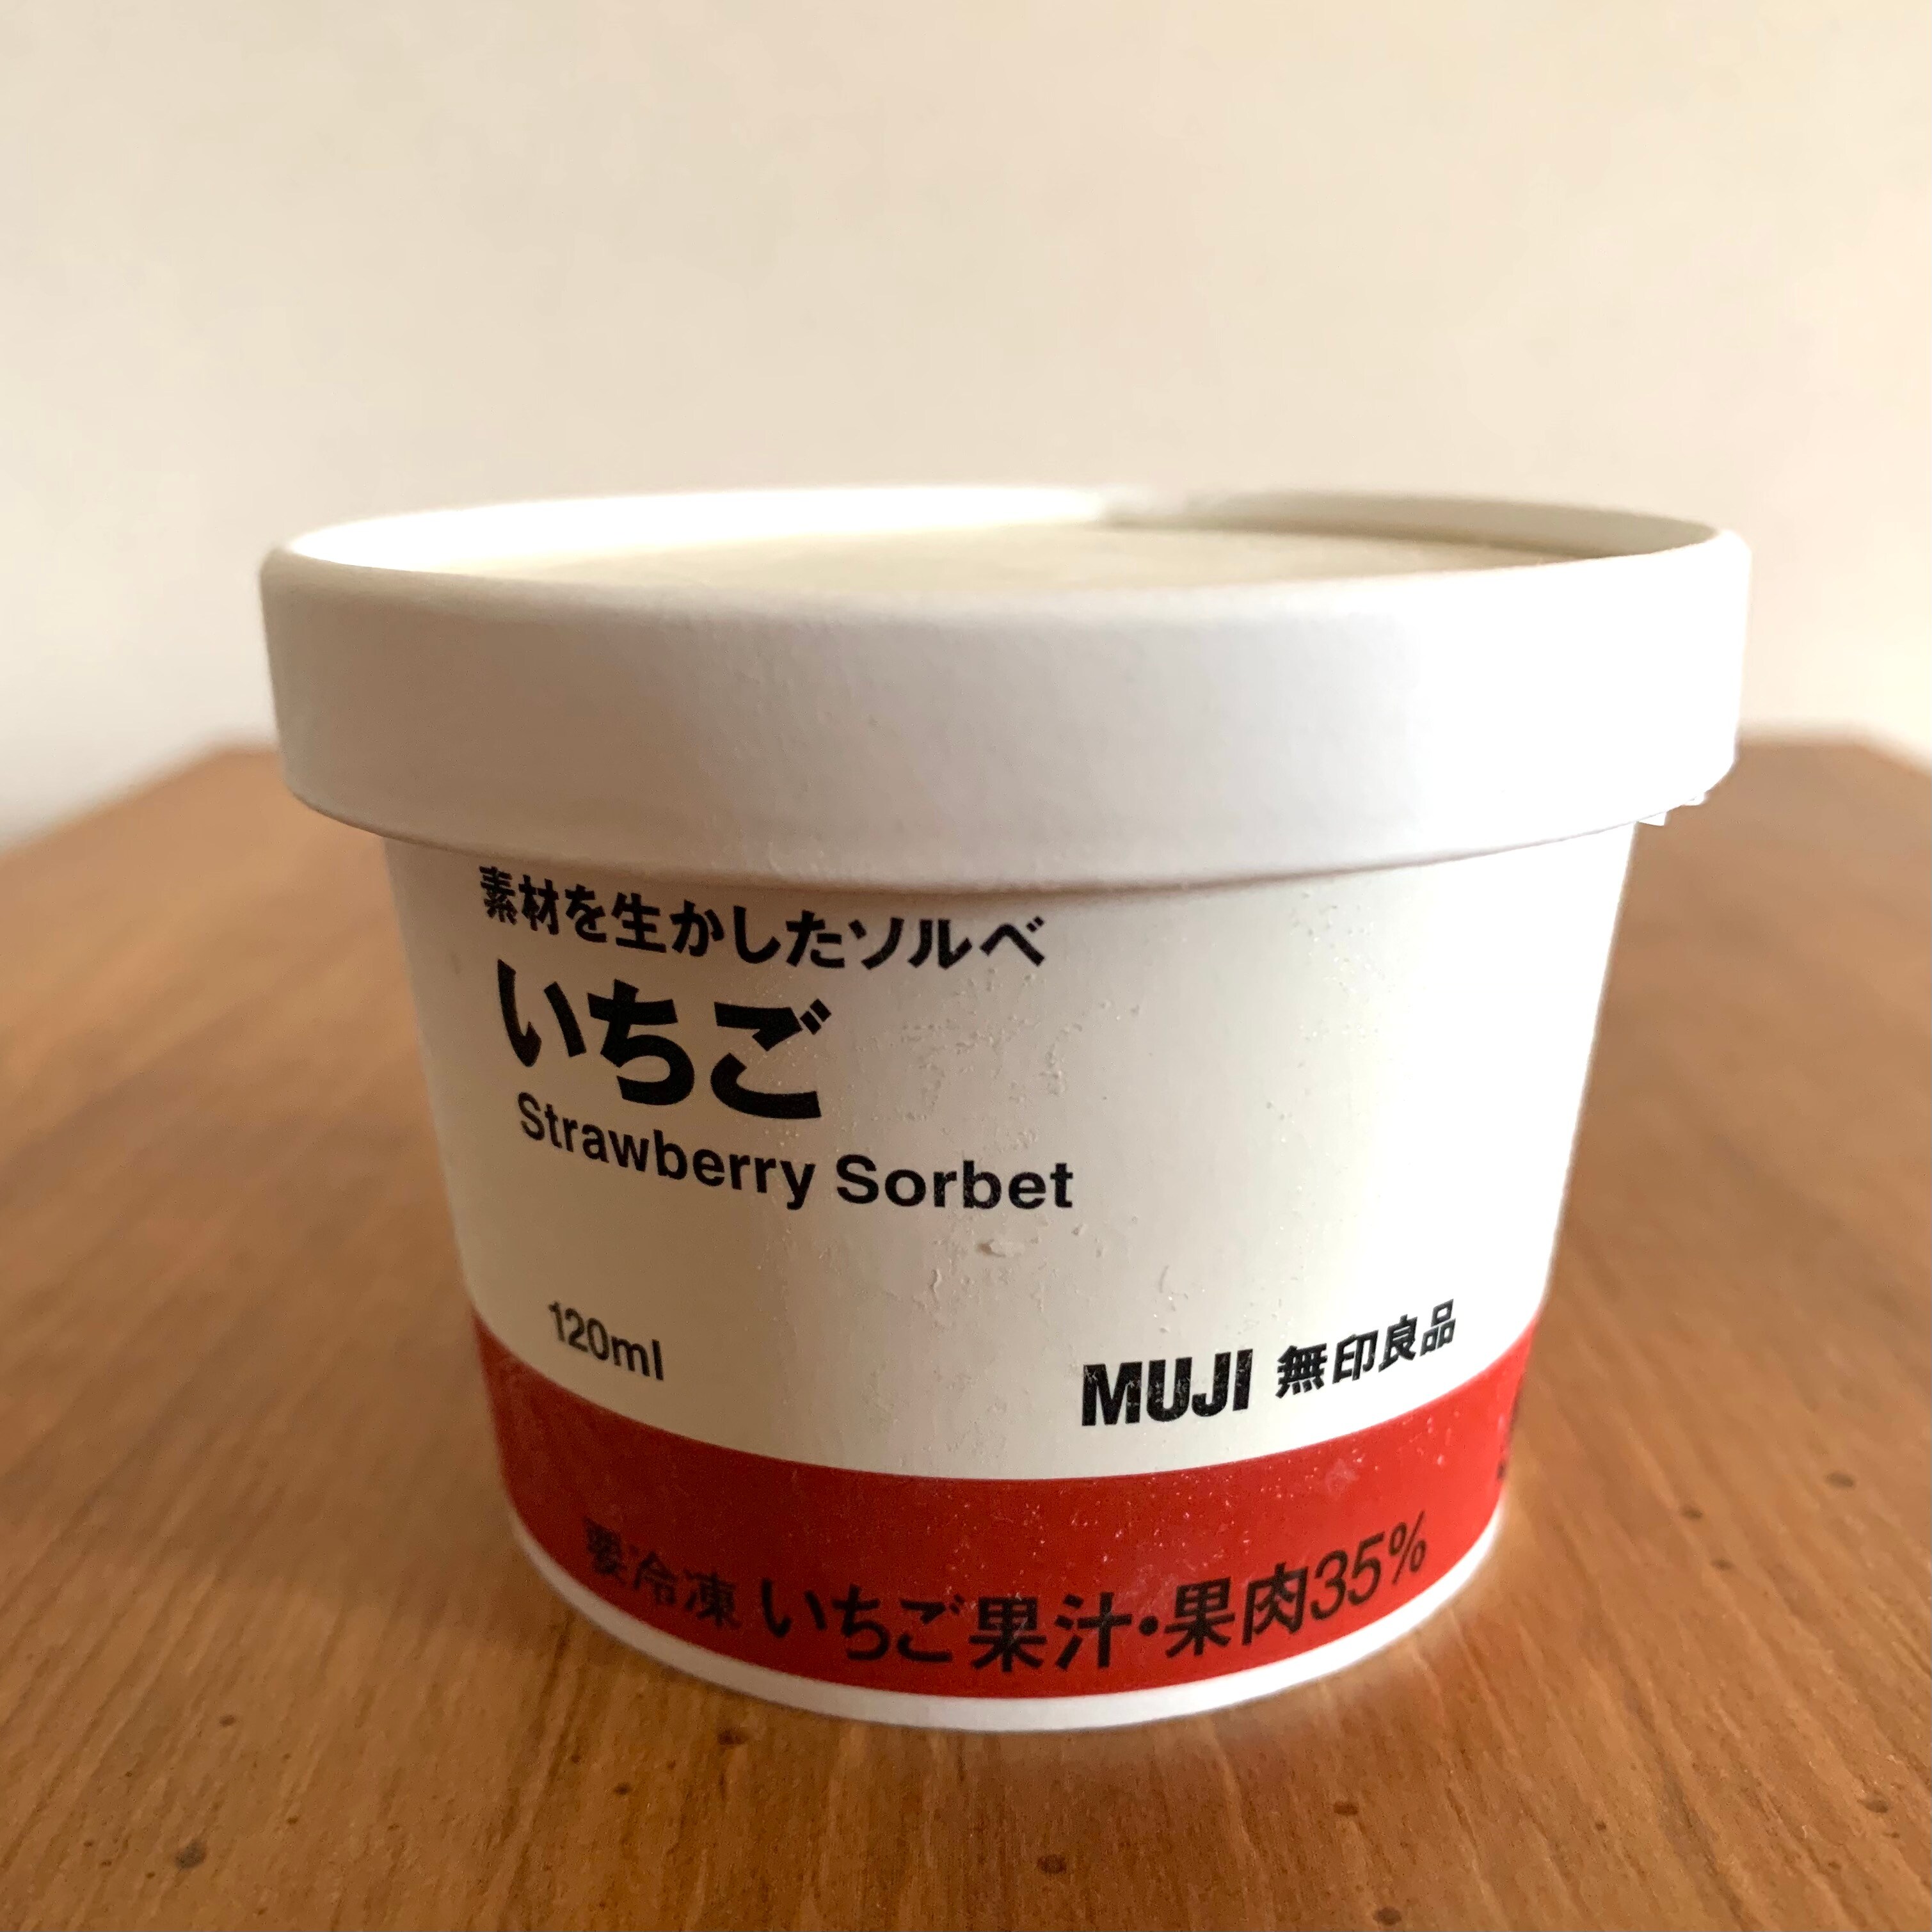 素材を生かしたソルベ
いちご
Strawberry Sorbet
120ml
MUJI 無印良品
要冷凍 いちご果汁・果肉35%